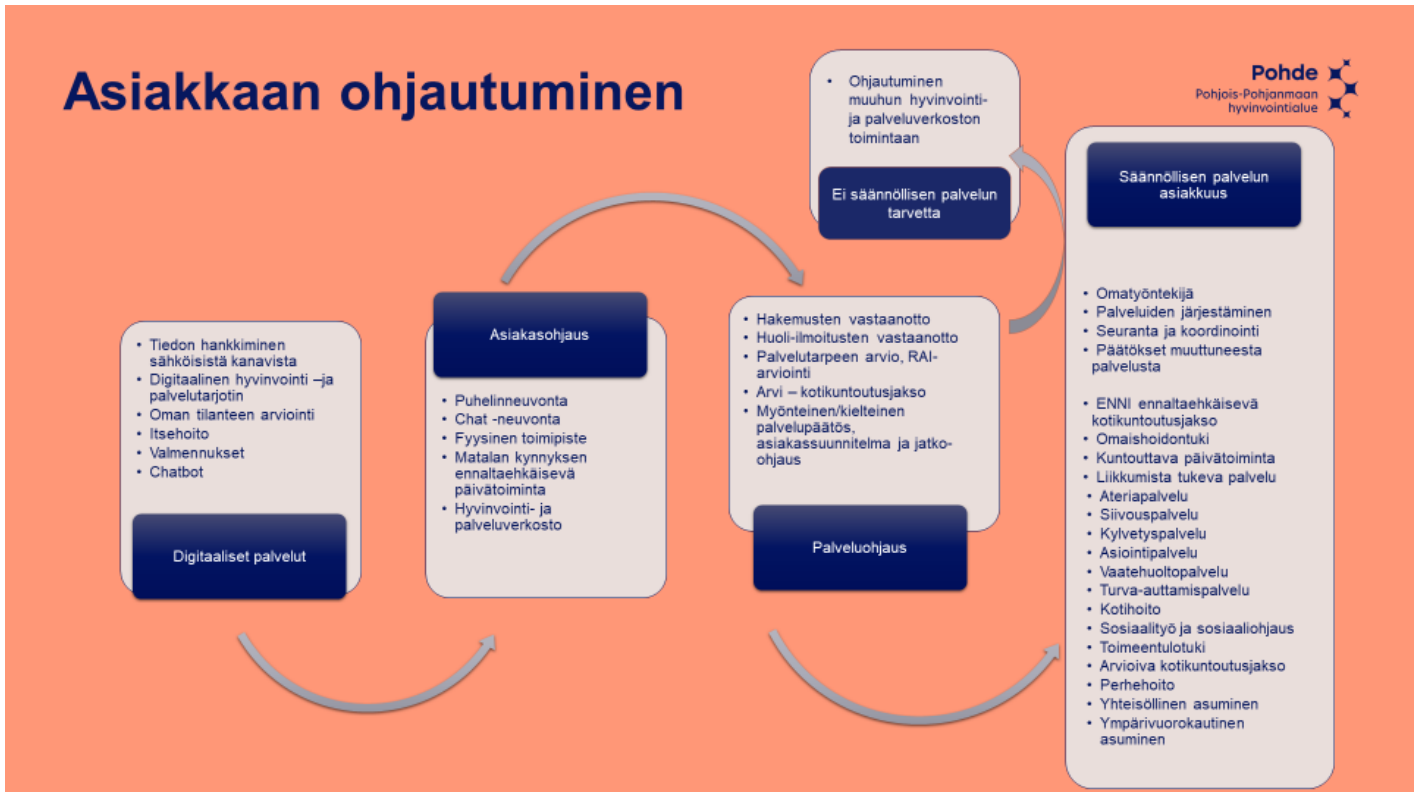 Asiakkaan ohjautuminen
Pohde
Pohjois-Pohjanmaan
hyvinvointialue
• Tiedon hankkiminen
sähköisistä kanavista
• Digitaalinen hyvinvointi –ja
palvelutarjotin
• Oman tilanteen arviointi
• Itsehoito
• Valmennukset
• Chatbot
Digitaaliset palvelut
Asiakasohjaus
• Puhelinneuvonta
• Chat -neuvonta
• Fyysinen toimipiste
• Matalan kynnyksen
ennaltaehkäisevä
päivätoiminta
• Hyvinvointi- ja
palveluverkosto
• Hakemusten vastaanotto
• Huoli-ilmoitusten vastaanotto
• Palvelutarpeen arvio, RAI-
arviointi
• Arvi – kotikuntoutusjakso
• Myönteinen/kielteinen
palvelupäätös,
asiakassuunnitelma ja jatko-
ohjaus
Palveluohjaus
• Ohjautuminen
muuhun hyvinvointi-
ja palveluverkoston
toimintaan
Ei säännöllisen palvelun
tarvetta
Säännöllisen palvelun
asiakkuus
• Omatyöntekijä
• Palveluiden järjestäminen
• Seuranta ja koordinointi
• Päätökset muuttuneesta
palvelusta
• ENNI ennaltaehkäisevä
kotikuntoutusjakso
• Omaishoidontuki
• Kuntouttava päivätoiminta
• Liikkumista tukeva palvelu
• Ateriapalvelu
• Siivouspalvelu
• Kylvetyspalvelu
• Asiointipalvelu
• Vaatehuoltopalvelu
• Turva-auttamispalvelu
• Kotihoito
• Sosiaalityö ja sosiaaliohjaus
• Toimeentulotuki
• Arvioiva kotikuntoutusjakso
• Perhehoito
• Yhteisöllinen asuminen
• Ympärivuorokautinen
asuminen